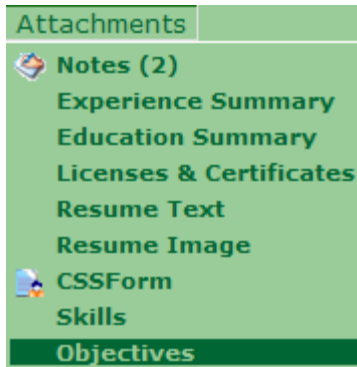 Attachments
Notes (2)
Experience Summary
Education Summary
Licenses & Certificates
Resume Text
Resume Image
CSSForm
Skills
Objectives